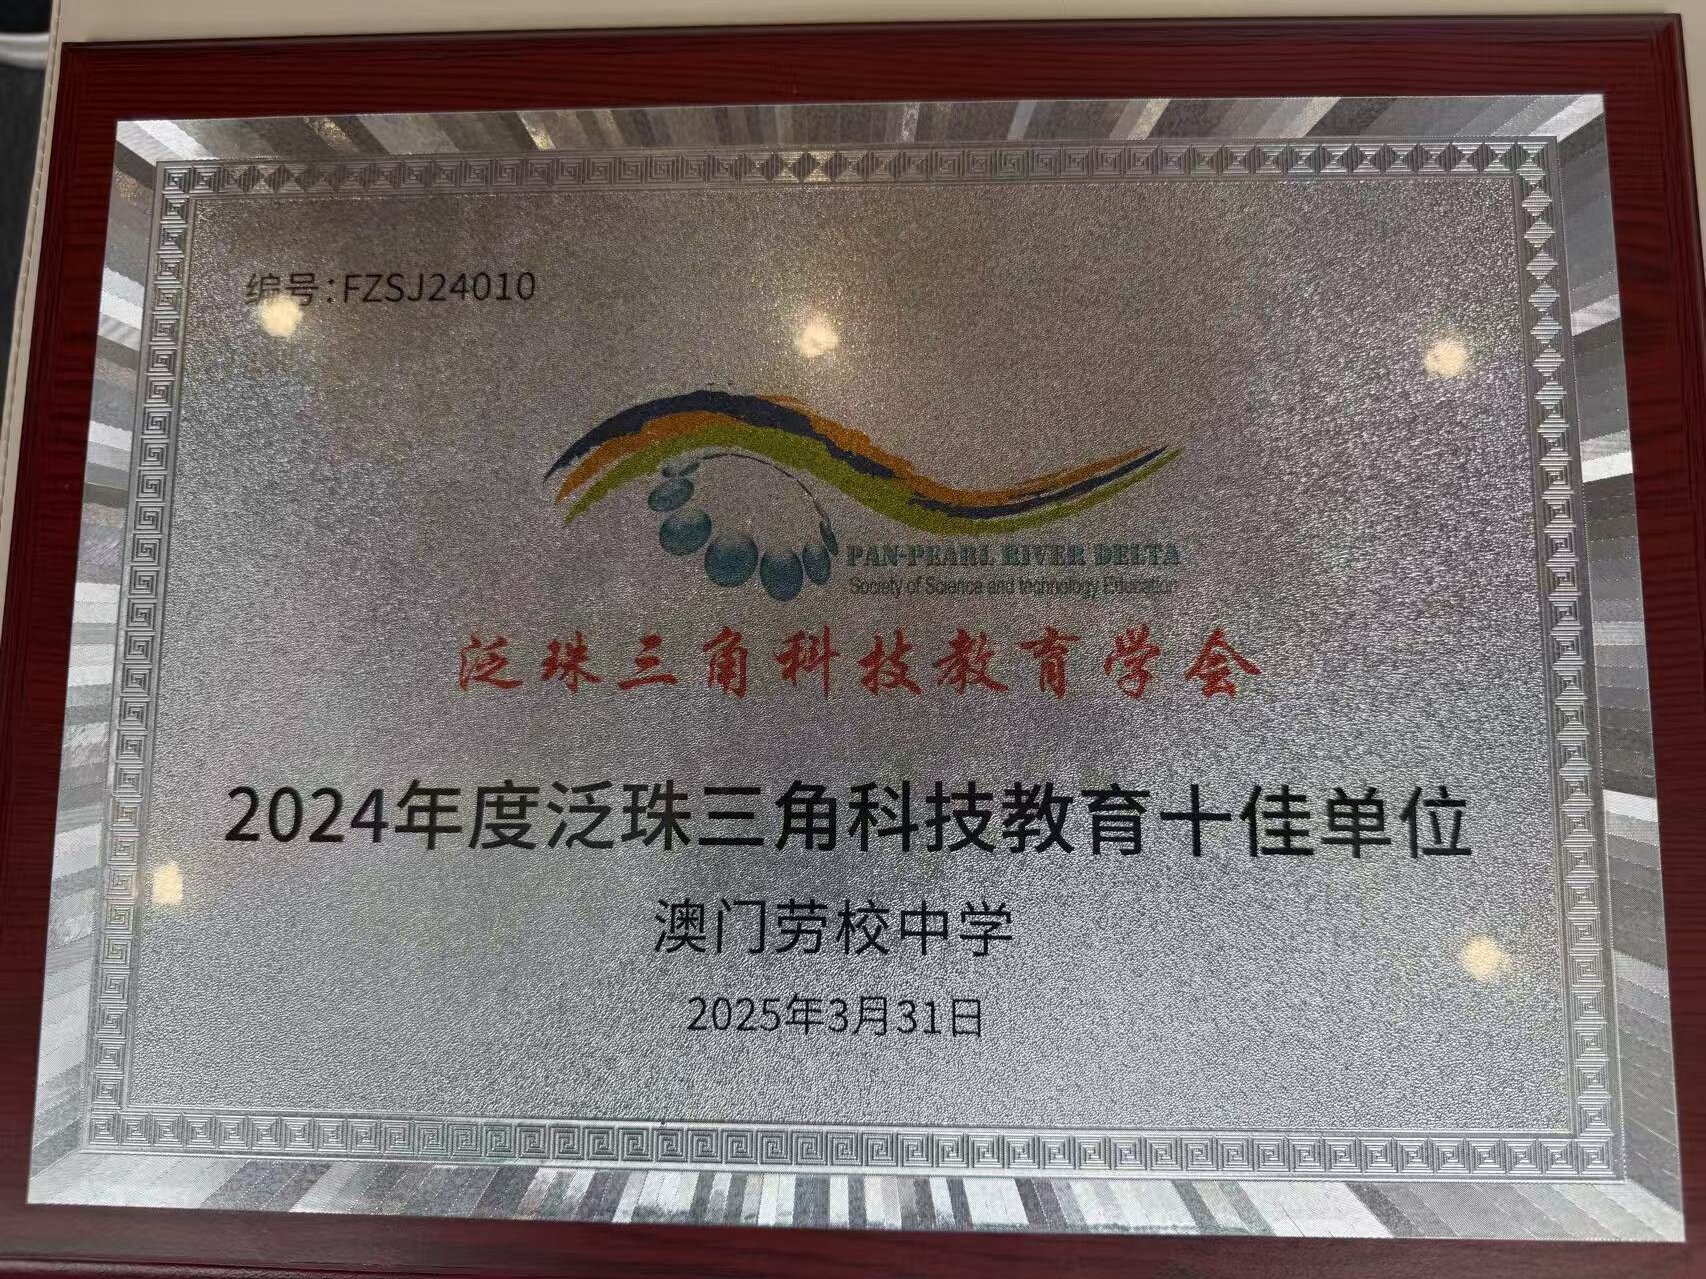 编号:FZSJ24010
PAN-PEARL RIVER DELTA
Society of Science and technology Education
泛珠三角科技教育学会
2024年度泛珠三角科技教育十佳单位
澳门劳校中学
2025年3月31日